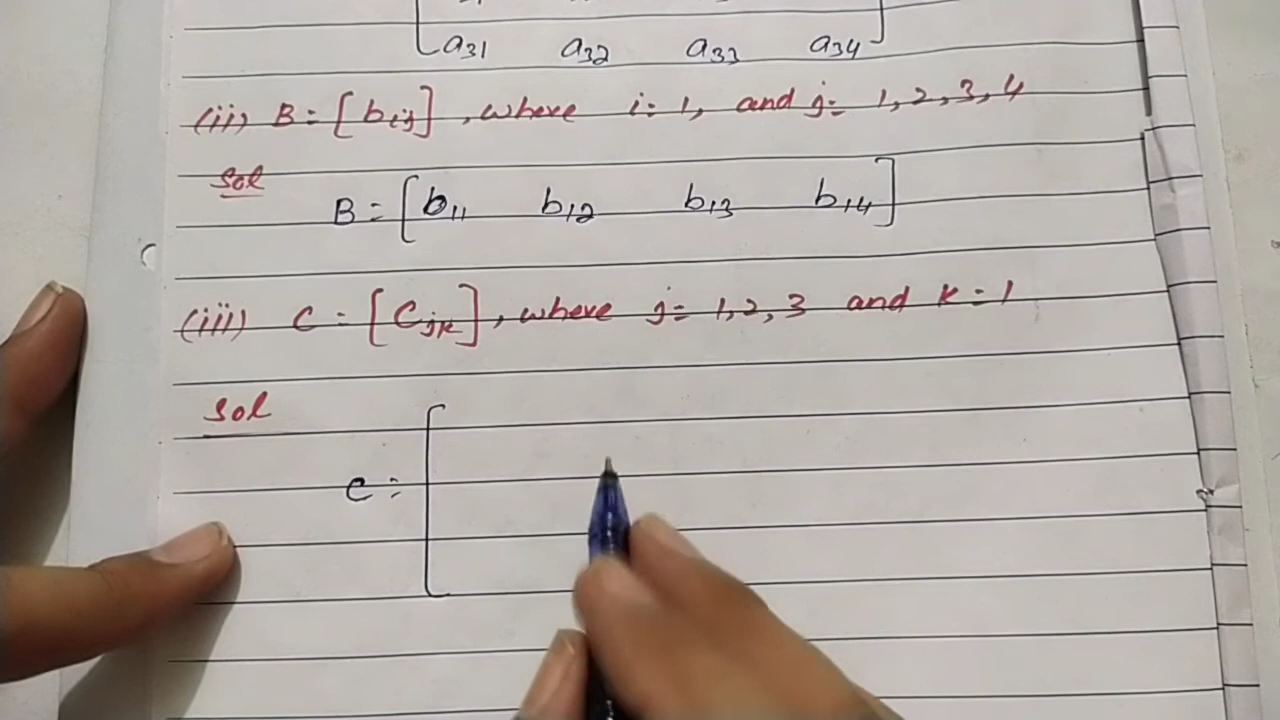 a31 a32 a33 a34
(ii) B = [bij], where i = 1, and j = 1, 2, 3, 4
Sol
B = [b11 b12 b13 b14]
(iii) C = [Cjk], where j = 1, 2, 3 and k = 1
Sol
C = [